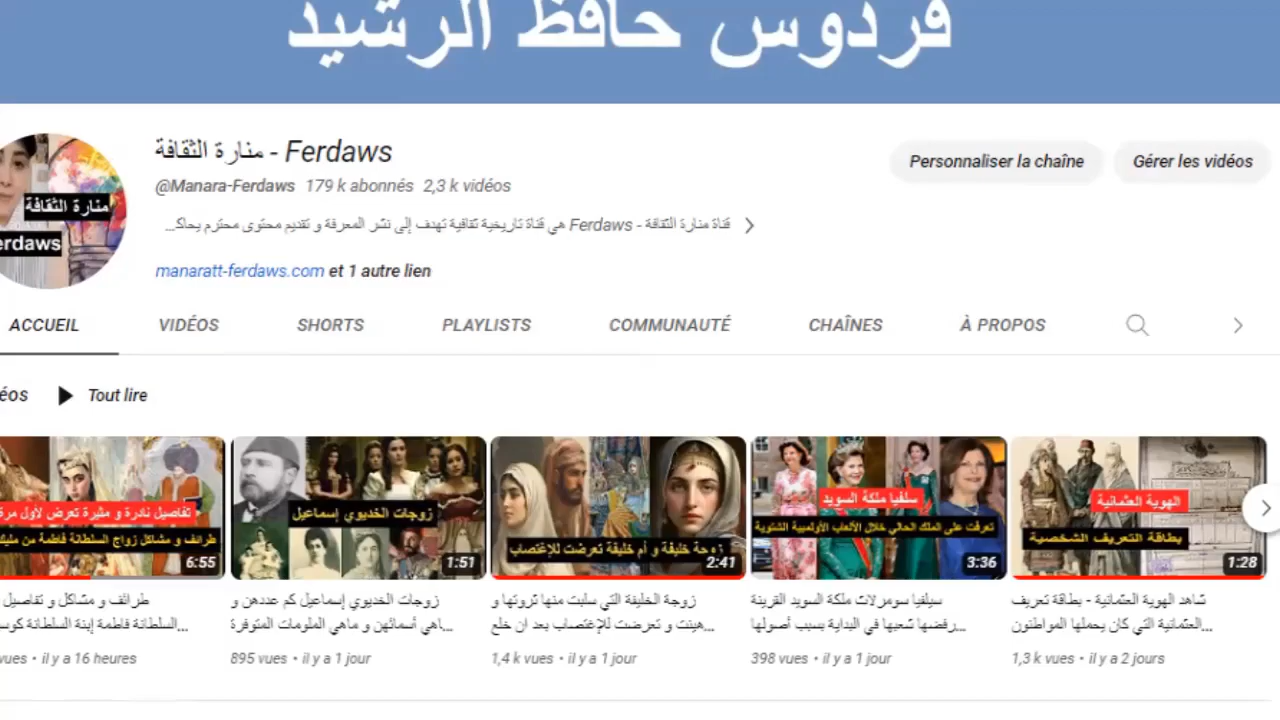 فردوس حافظ الرشيد
منارة الثقافة - Ferdaws
@Manara-Ferdaws 179 k abonnés 2,3 k vidéos
Personnaliser la chaîne
Gérer les vidéos
قناة منارة الثقافة - Ferdaws هي قناة تاريخية ثقافية تهدف إلى نشر المعرفة و تقديم محتوى محترم يحاك...
manaratt-ferdaws.com et 1 autre lien
منارة الثقافة
erdaws
ACCUEIL VIDÉOS SHORTS PLAYLISTS COMMUNAUTÉ CHAÎNES À PROPOS
éos Tout lire
تفاصيل نادرة و مثيرة تعرض لأول مرة
طرائف و مشاكل زواج السلطانة فاطمة من مليك
6:55
زوجات الخديوي إسماعيل
1:51
زوجة خليفة و أم خليفة تعرضت للإغتصاب
2:41
سلفيا ملكة السويد
تعرفت على الملك الحالي خلال الألعاب الأولمبية الشتوية
3:36
الهوية العثمانية
بطاقة التعريف الشخصية
1:28
طرائف و مشاكل و تفاصيل
السلطانة فاطمة إبنة السلطانة كوس...
vues • il y a 16 heures
زوجات الخديوي إسماعيل كم عددهن و
اهي أسمائهن و ماهي الملومات المتوفرة...
895 vues • il y a 1 jour
زوجة الخليفة التي سلبت منها ثروتها و
هينت و تعرضت للإغتصاب بعد ان خلع...
1,4 k vues • il y a 1 jour
سيلفيا سومرلات ملكة السويد القرينة
رفضها شعبها في البداية بسبب أصولها...
398 vues • il y a 1 jour
شاهد الهوية العثمانية - بطاقة تعريف
العثمانية التي كان يحملها المواطنون...
1,3 k vues • il y a 2 jours